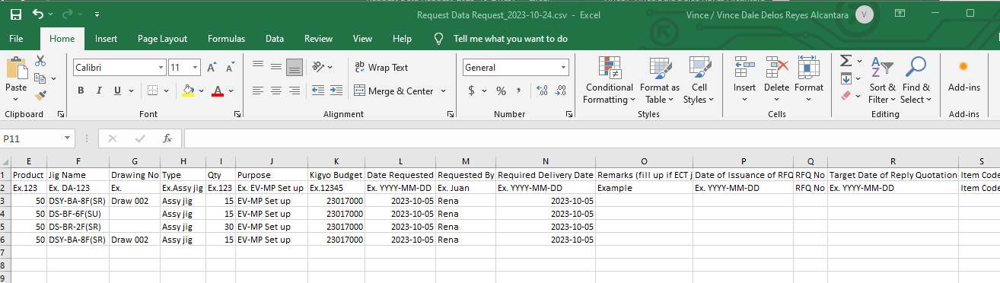 Request Data Request_2023-10-24.csv - Excel
Vince / Vince Dale Delos Reyes Alcantara
V
File Home Insert Page Layout Formulas Data Review View Help Tell me what you want to do
Calibri 11 A A ab Wrap Text General Σ
Paste B I U A Merge & Center $ % , Conditional Formatting Format as Table Cell Styles Insert Delete Format Sort & Filter Find & Select Add-ins
Clipboard Font Alignment Number Styles Cells Editing Add-ins
P11 fx
E F G H I J K L M N O P Q R S
1 Product Jig Name Drawing No Type Qty Purpose Kigyo Budget Date Requested Requested By Required Delivery Date Remarks (fill up if ECT j Date of Issuance of RFQ RFQ No Target Date of Reply Quotation Item Code
2 Ex.123 Ex. DA-123 Ex. Ex.Assy jig Ex.123 Ex. EV-MP Set up Ex.12345 Ex. YYYY-MM-DD Ex. Juan Ex. YYYY-MM-DD Example Ex. YYYY-MM-DD RFQ No Ex. YYYY-MM-DD Item Code
3 50 DSY-BA-8F(SR) Draw 002 Assy jig 15 EV-MP Set up 23017000 2023-10-05 Rena 2023-10-05
4 50 DS-BF-6F(SU) Assy jig 15 EV-MP Set up 23017000 2023-10-05 Rena 2023-10-05
5 50 DS-BR-2F(SR) Assy jig 30 EV-MP Set up 23017000 2023-10-05 Rena 2023-10-05
6 50 DSY-BA-8F(SR) Draw 002 Assy jig 15 EV-MP Set up 23017000 2023-10-05 Rena 2023-10-05
7
8
9